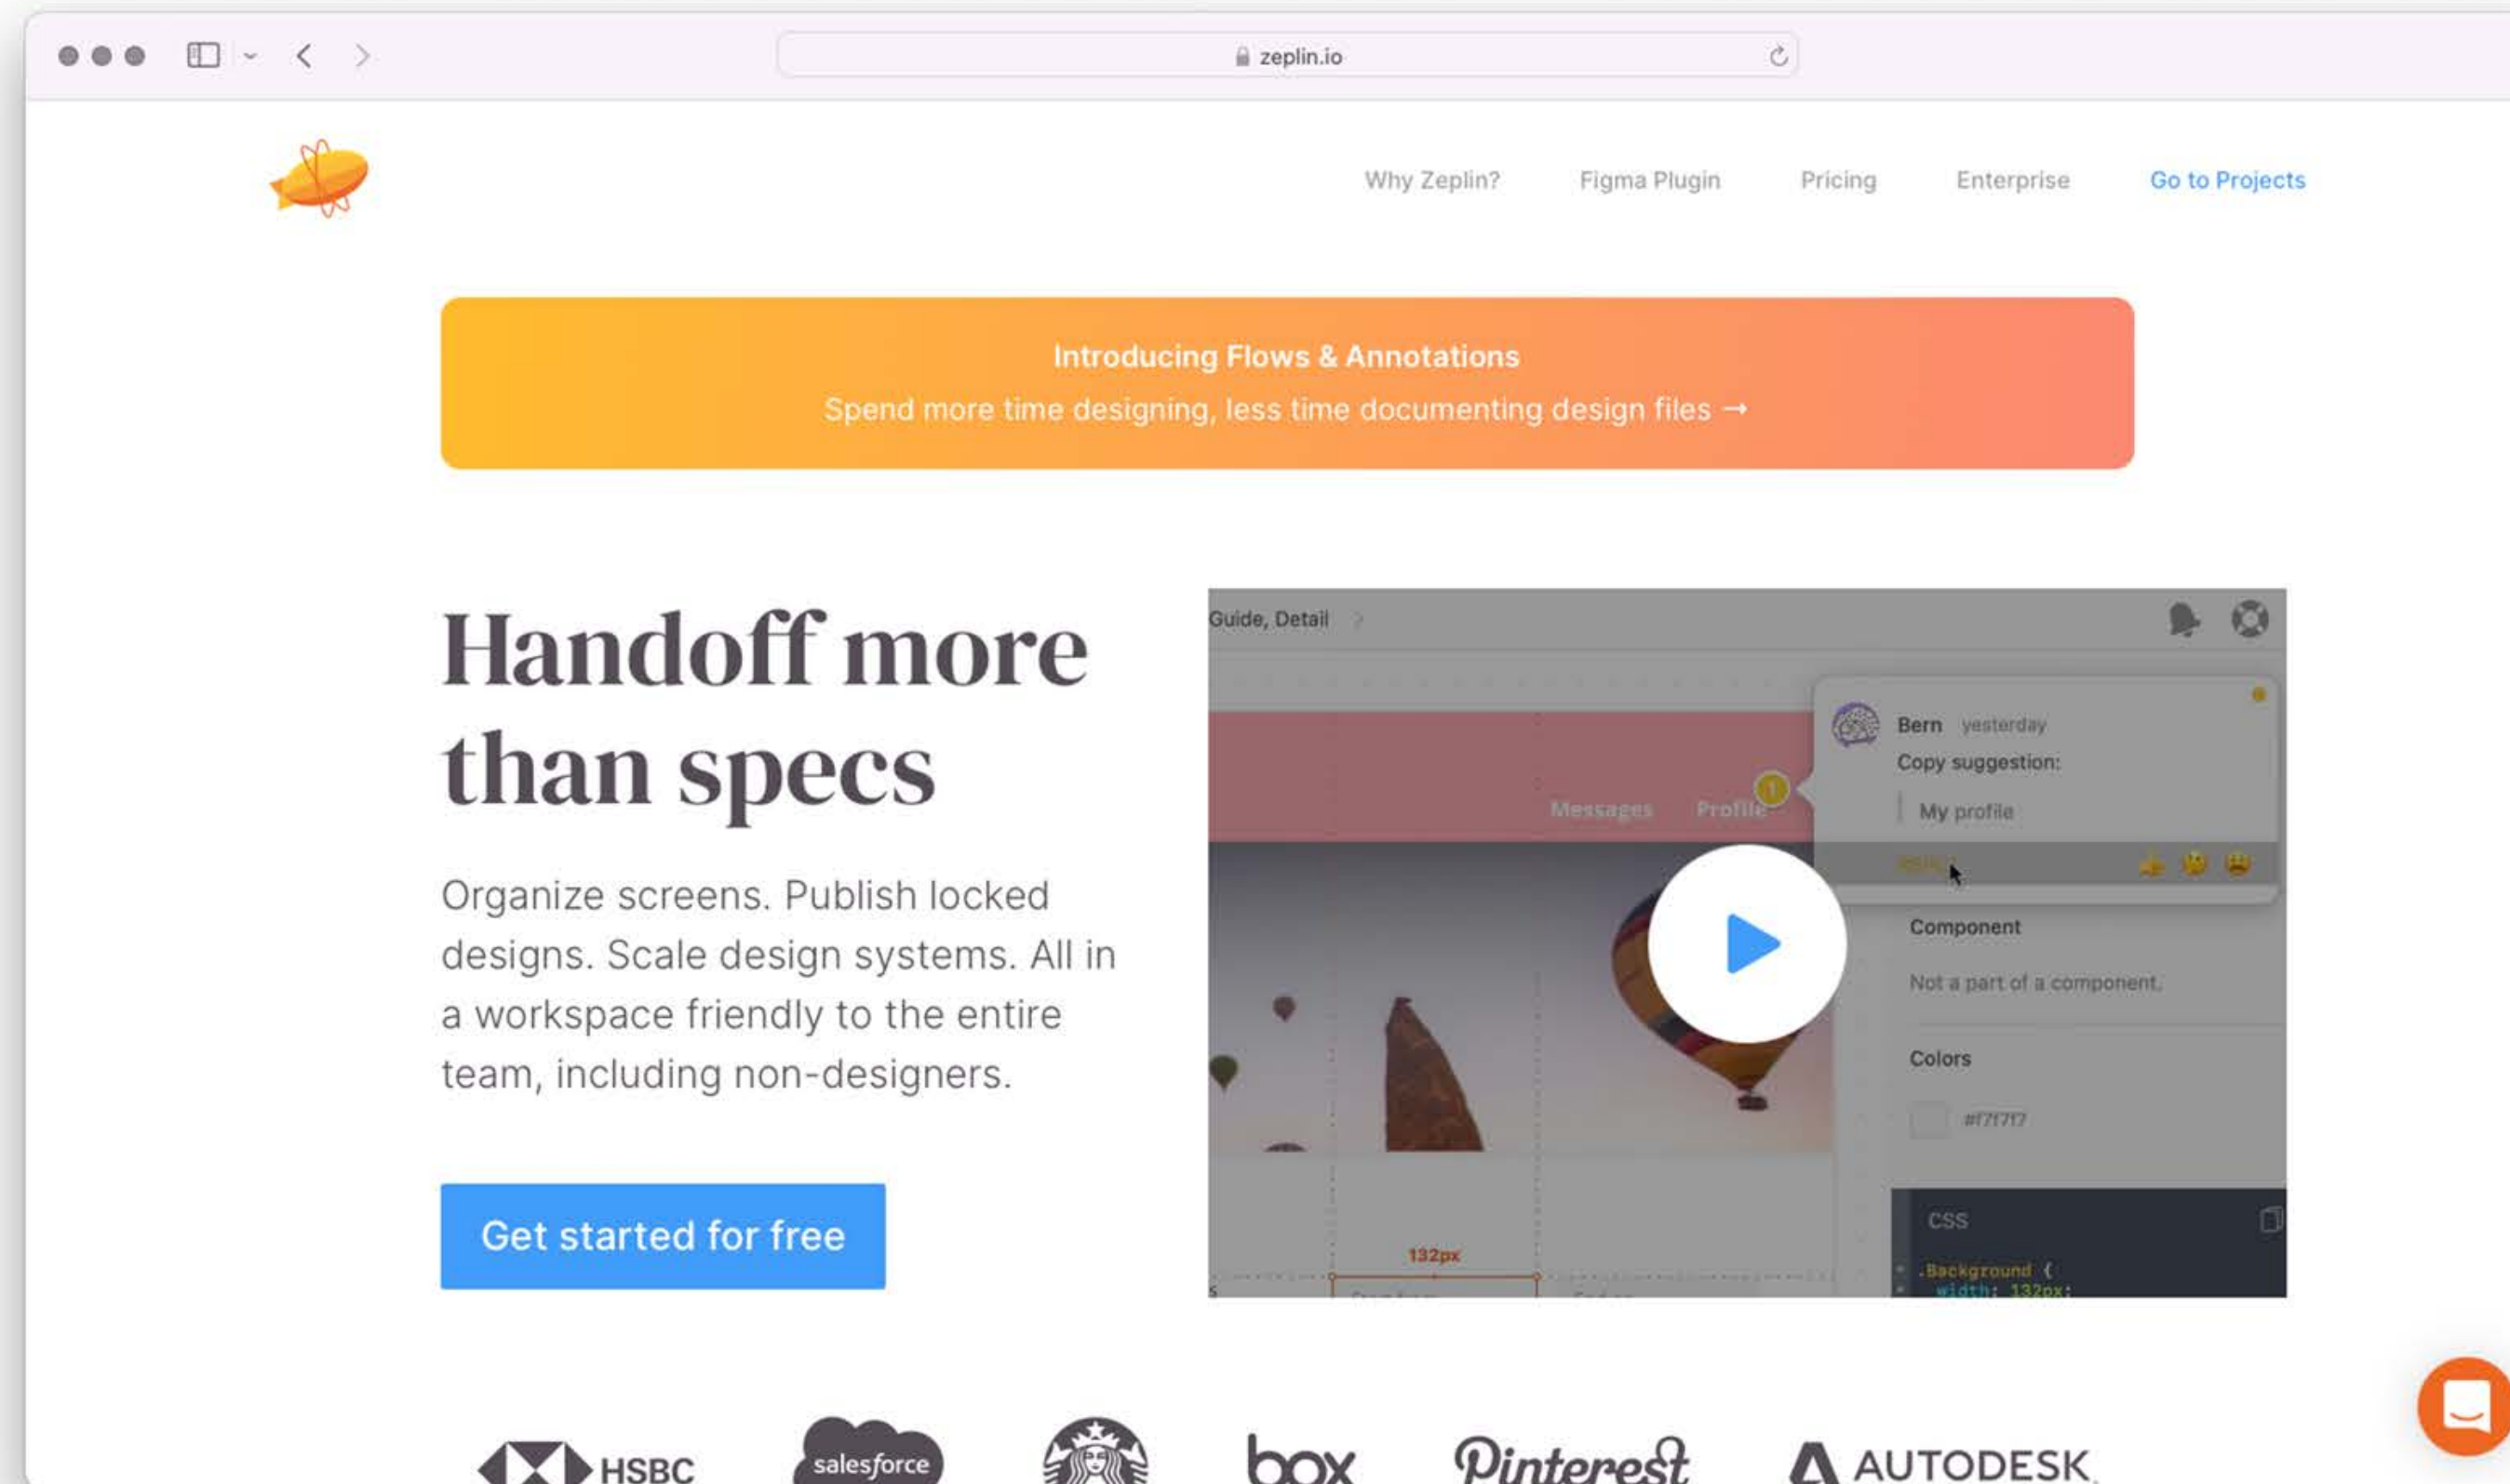 zeplin.io
Why Zeplin? Figma Plugin Pricing Enterprise Go to Projects
Introducing Flows & Annotations
Spend more time designing, less time documenting design files →
Handoff more
than specs
Organize screens. Publish locked
designs. Scale design systems. All in
a workspace friendly to the entire
team, including non-designers.
Get started for free
Guide, Detail >
Bern yesterday
Copy suggestion:
My profile
Messages Profile 1
Component
Not a part of a component.
Colors
#f7f7f7
CSS
.Background {
width: 132px;
132px
HSBC salesforce box Pinterest AUTODESK